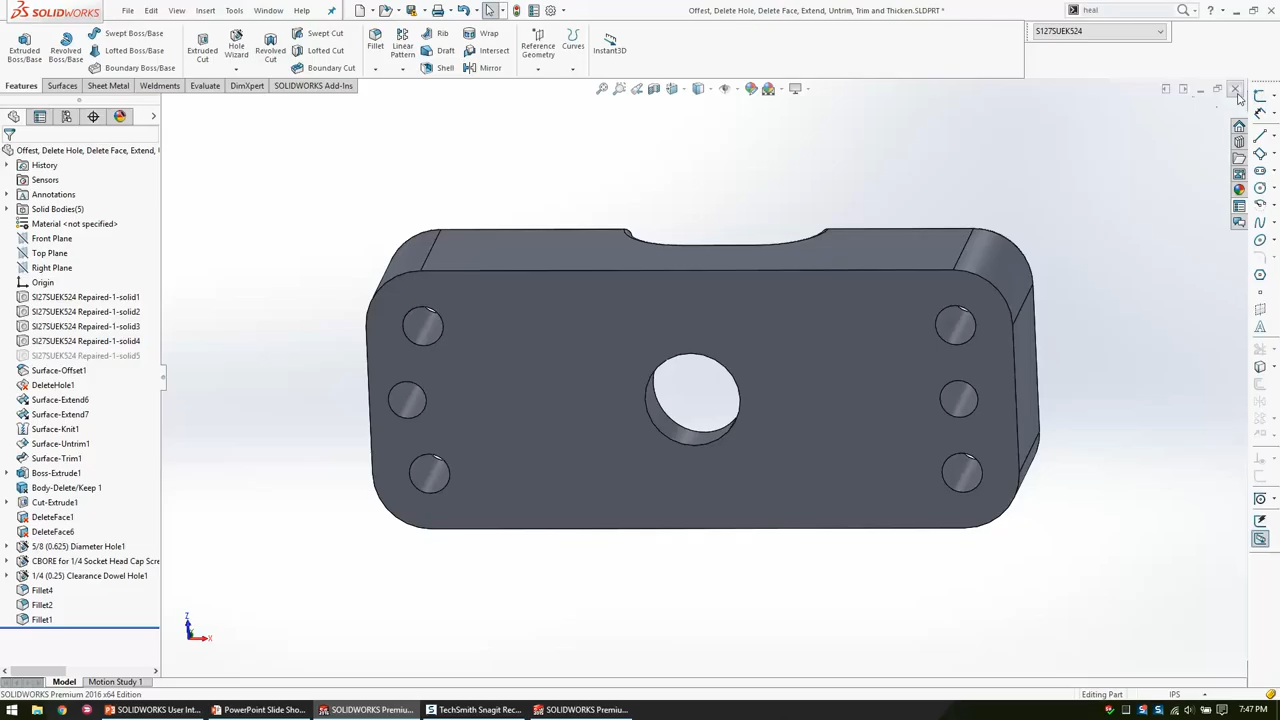 SOLIDWORKS
File
Edit
View
Insert
Tools
Window
Help
Offest, Delete Hole, Delete Face, Extend, Untrim, Trim and Thicken.SLDPRT *
heal
Extruded Boss/Base
Revolved Boss/Base
Swept Boss/Base
Lofted Boss/Base
Boundary Boss/Base
Extruded Cut
Hole Wizard
Revolved Cut
Swept Cut
Lofted Cut
Boundary Cut
Fillet
Linear Pattern
Rib
Draft
Shell
Wrap
Intersect
Mirror
Reference Geometry
Curves
Instant3D
S127SUEK524
Features
Surfaces
Sheet Metal
Weldments
Evaluate
DimXpert
SOLIDWORKS Add-Ins
Offest, Delete Hole, Delete Face, Extend,
History
Sensors
Annotations
Solid Bodies(5)
Material <not specified>
Front Plane
Top Plane
Right Plane
Origin
SI27SUEK524 Repaired-1-solid1
SI27SUEK524 Repaired-1-solid2
SI27SUEK524 Repaired-1-solid3
SI27SUEK524 Repaired-1-solid4
SI27SUEK524 Repaired-1-solid5
Surface-Offset1
DeleteHole1
Surface-Extend6
Surface-Extend7
Surface-Knit1
Surface-Untrim1
Surface-Trim1
Boss-Extrude1
Body-Delete/Keep 1
Cut-Extrude1
DeleteFace1
DeleteFace6
5/8 (0.625) Diameter Hole1
CBORE for 1/4 Socket Head Cap Scre
1/4 (0.25) Clearance Dowel Hole1
Fillet4
Fillet2
Fillet1
Z
X
Model
Motion Study 1
SOLIDWORKS Premium 2016 x64 Edition
Editing Part
IPS
SOLIDWORKS User Int...
PowerPoint Slide Sho...
SOLIDWORKS Premiu...
TechSmith Snagit Rec...
SOLIDWORKS Premiu...
7:47 PM